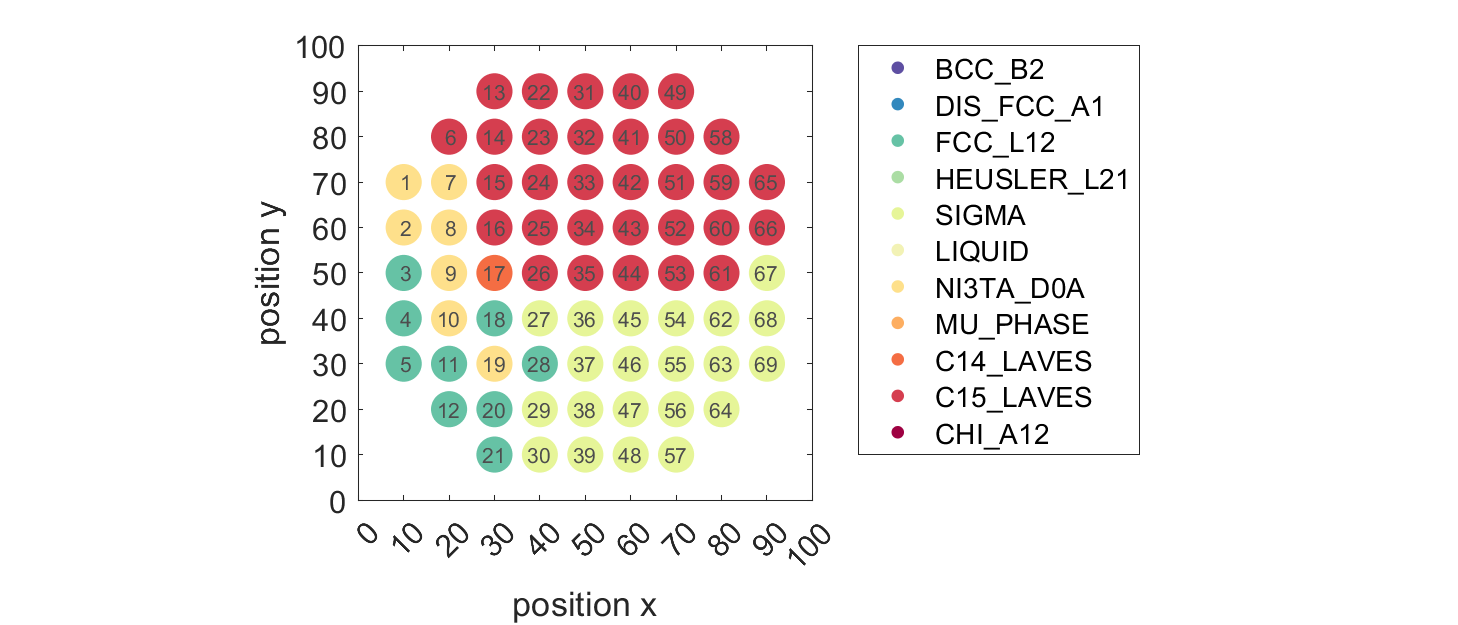 100
90 13 22 31 40 49
80 6 14 23 32 41 50 58
70 1 7 15 24 33 42 51 59 65
60 2 8 16 25 34 43 52 60 66
50 3 9 17 26 35 44 53 61 67
40 4 10 18 27 36 45 54 62 68
30 5 11 19 28 37 46 55 63 69
20 12 20 29 38 47 56 64
10 21 30 39 48 57
0
position y
0 10 20 30 40 50 60 70 80 90 100
position x
BCC_B2
DIS_FCC_A1
FCC_L12
HEUSLER_L21
SIGMA
LIQUID
NI3TA_D0A
MU_PHASE
C14_LAVES
C15_LAVES
CHI_A12